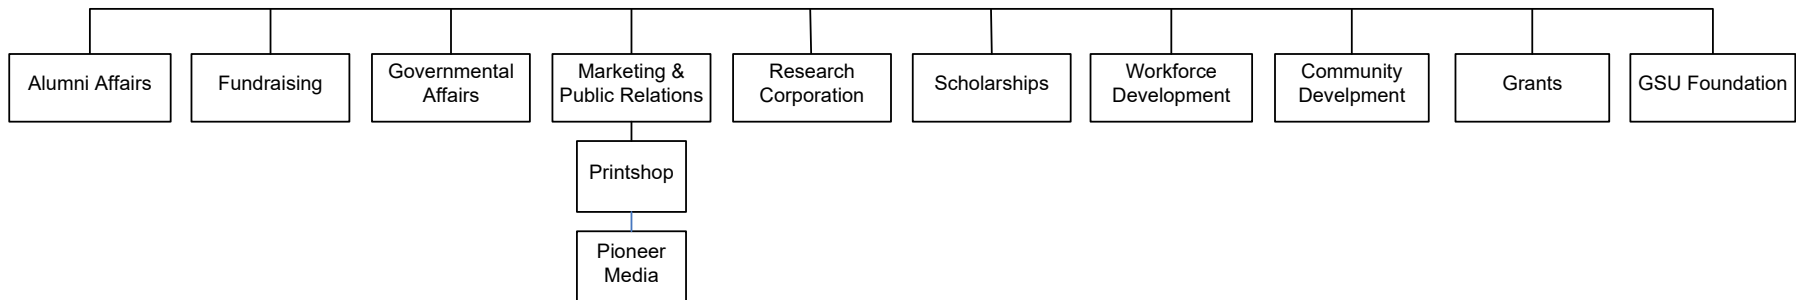 Alumni Affairs
Fundraising
Governmental
Affairs
Marketing &
Public Relations
Research
Corporation
Scholarships
Workforce
Development
Community
Develpment
Grants
GSU Foundation
Printshop
Pioneer
Media